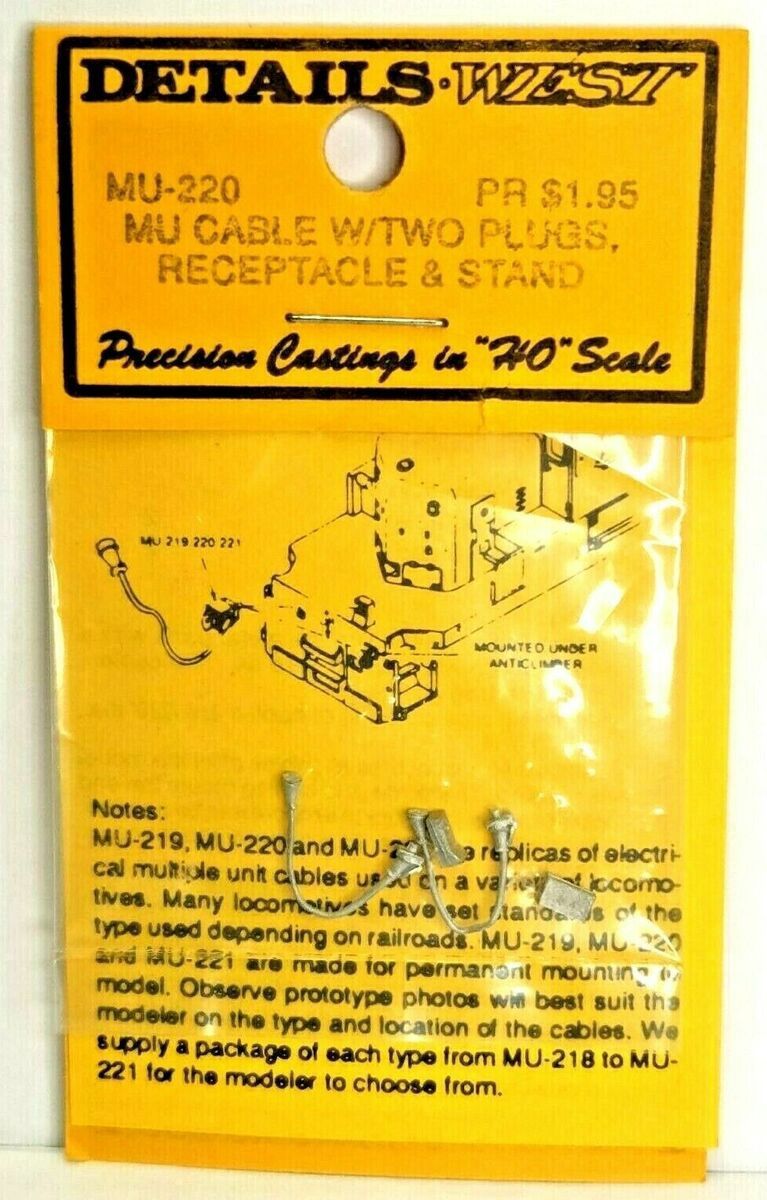 DETAILS·WEST
MU-220 PR $1.95
MU CABLE W/TWO PLUGS,
RECEPTACLE & STAND
Precision Castings in "HO" Scale
MU 219 220 221
MOUNTED UNDER
ANTICLIMBER
Notes:
MU-219, MU-220 and MU- replicas of electri-
cal multiple unit cables used on a variety of locomo-
tives. Many locomotives have set standards of the
type used depending on railroads. MU-219, MU-220
and MU-221 are made for permanent mounting to
model. Observe prototype photos will best suit the
modeler on the type and location of the cables. We
supply a package of each type from MU-218 to MU-
221 for the modeler to choose from.